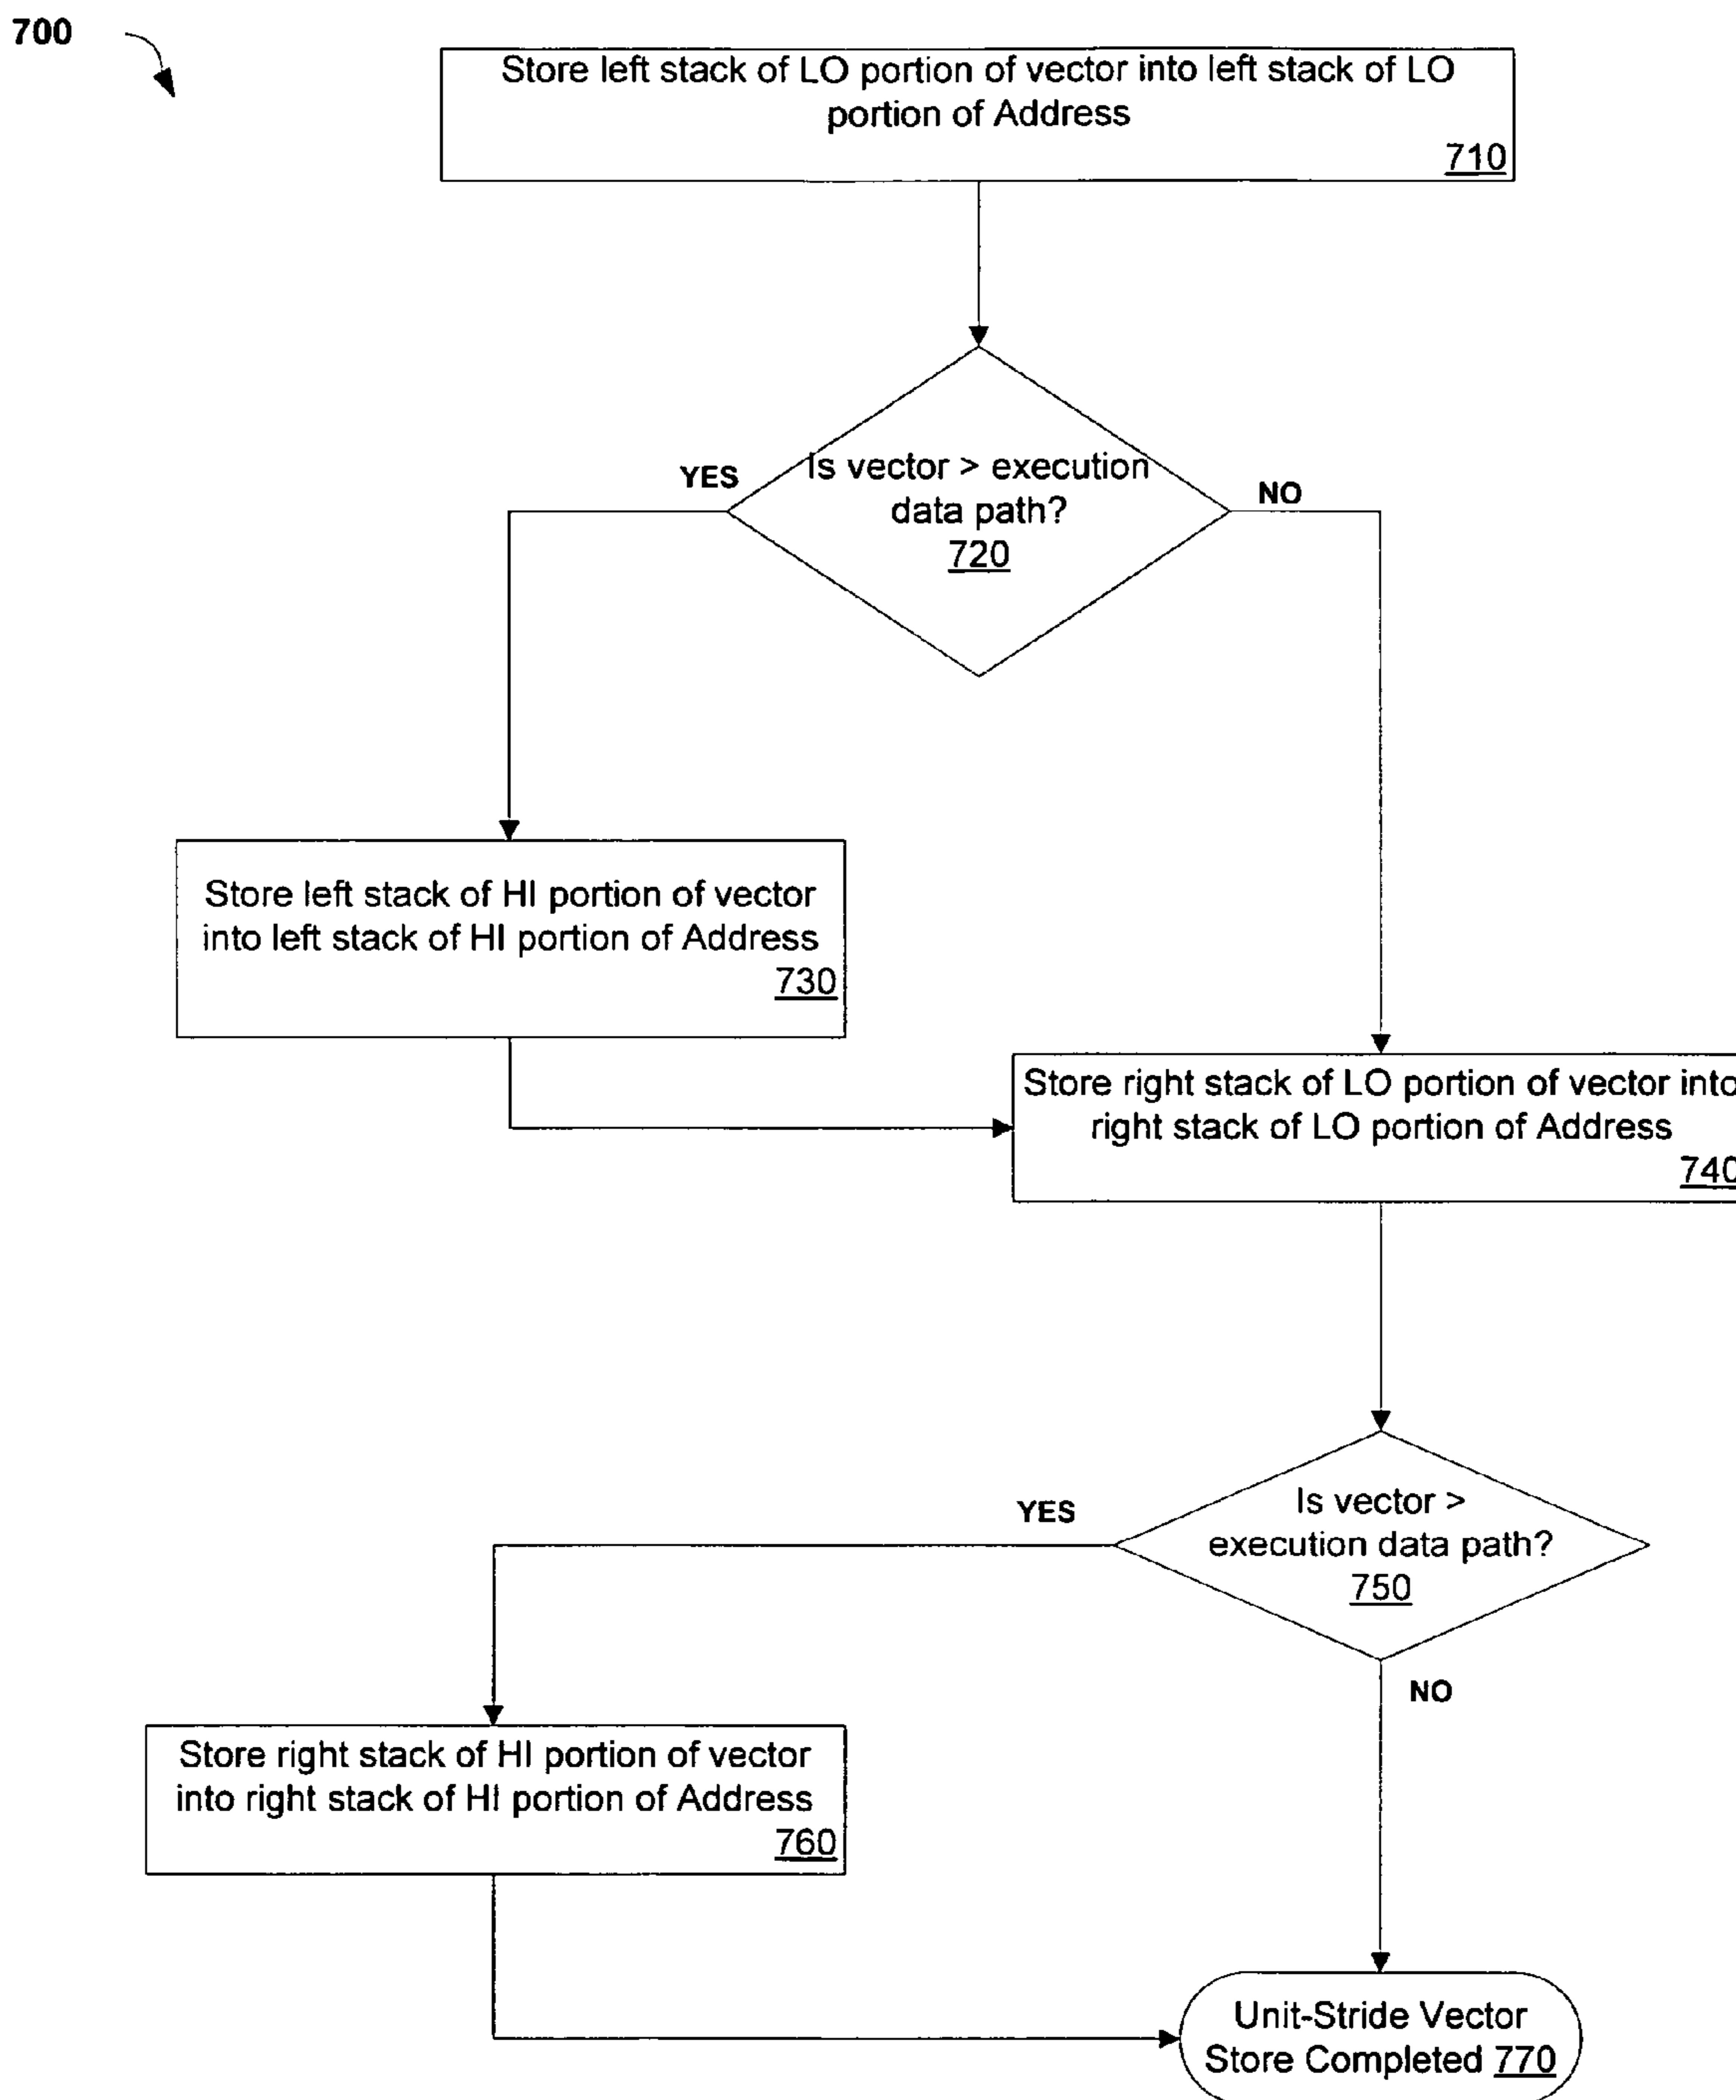 700
Store left stack of LO portion of vector into left stack of LO
portion of Address
710
Is vector > execution
data path?
720
YES
NO
Store left stack of HI portion of vector
into left stack of HI portion of Address
730
Store right stack of LO portion of vector into
right stack of LO portion of Address
740
Is vector >
execution data path?
750
YES
NO
Store right stack of HI portion of vector
into right stack of HI portion of Address
760
Unit-Stride Vector
Store Completed 770